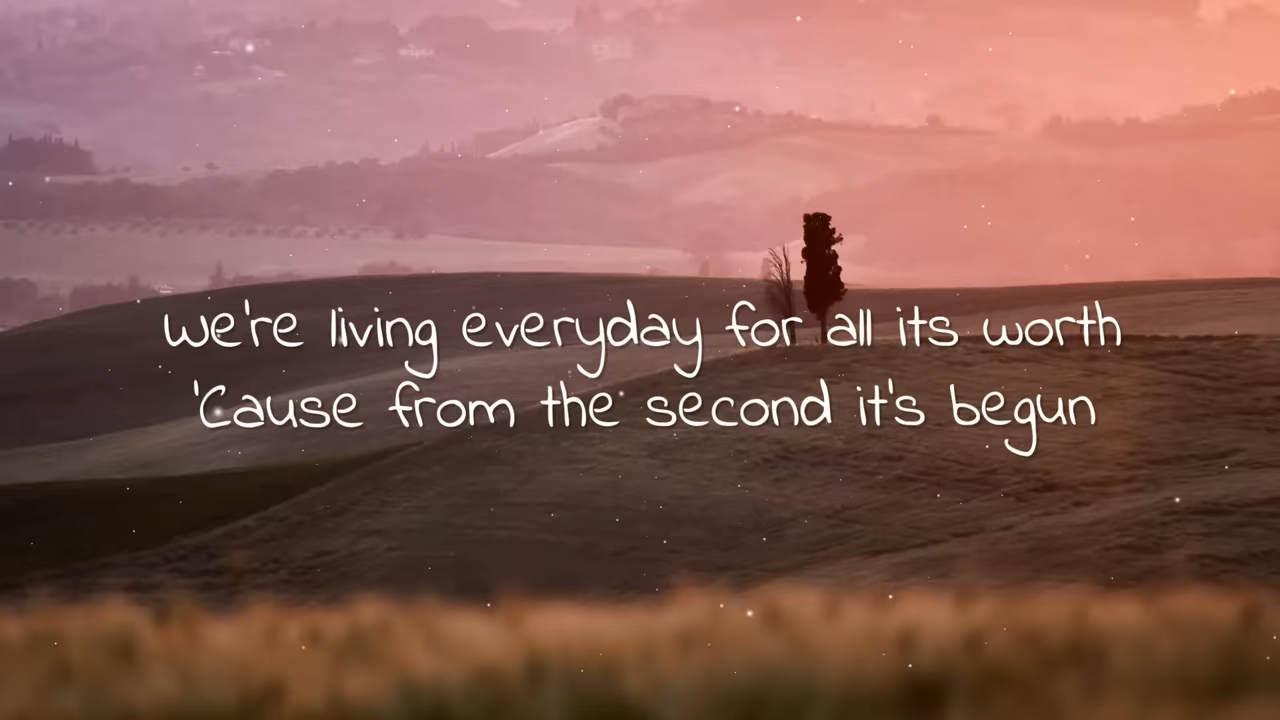 We're living everyday for all its worth
'Cause from the second it's begun